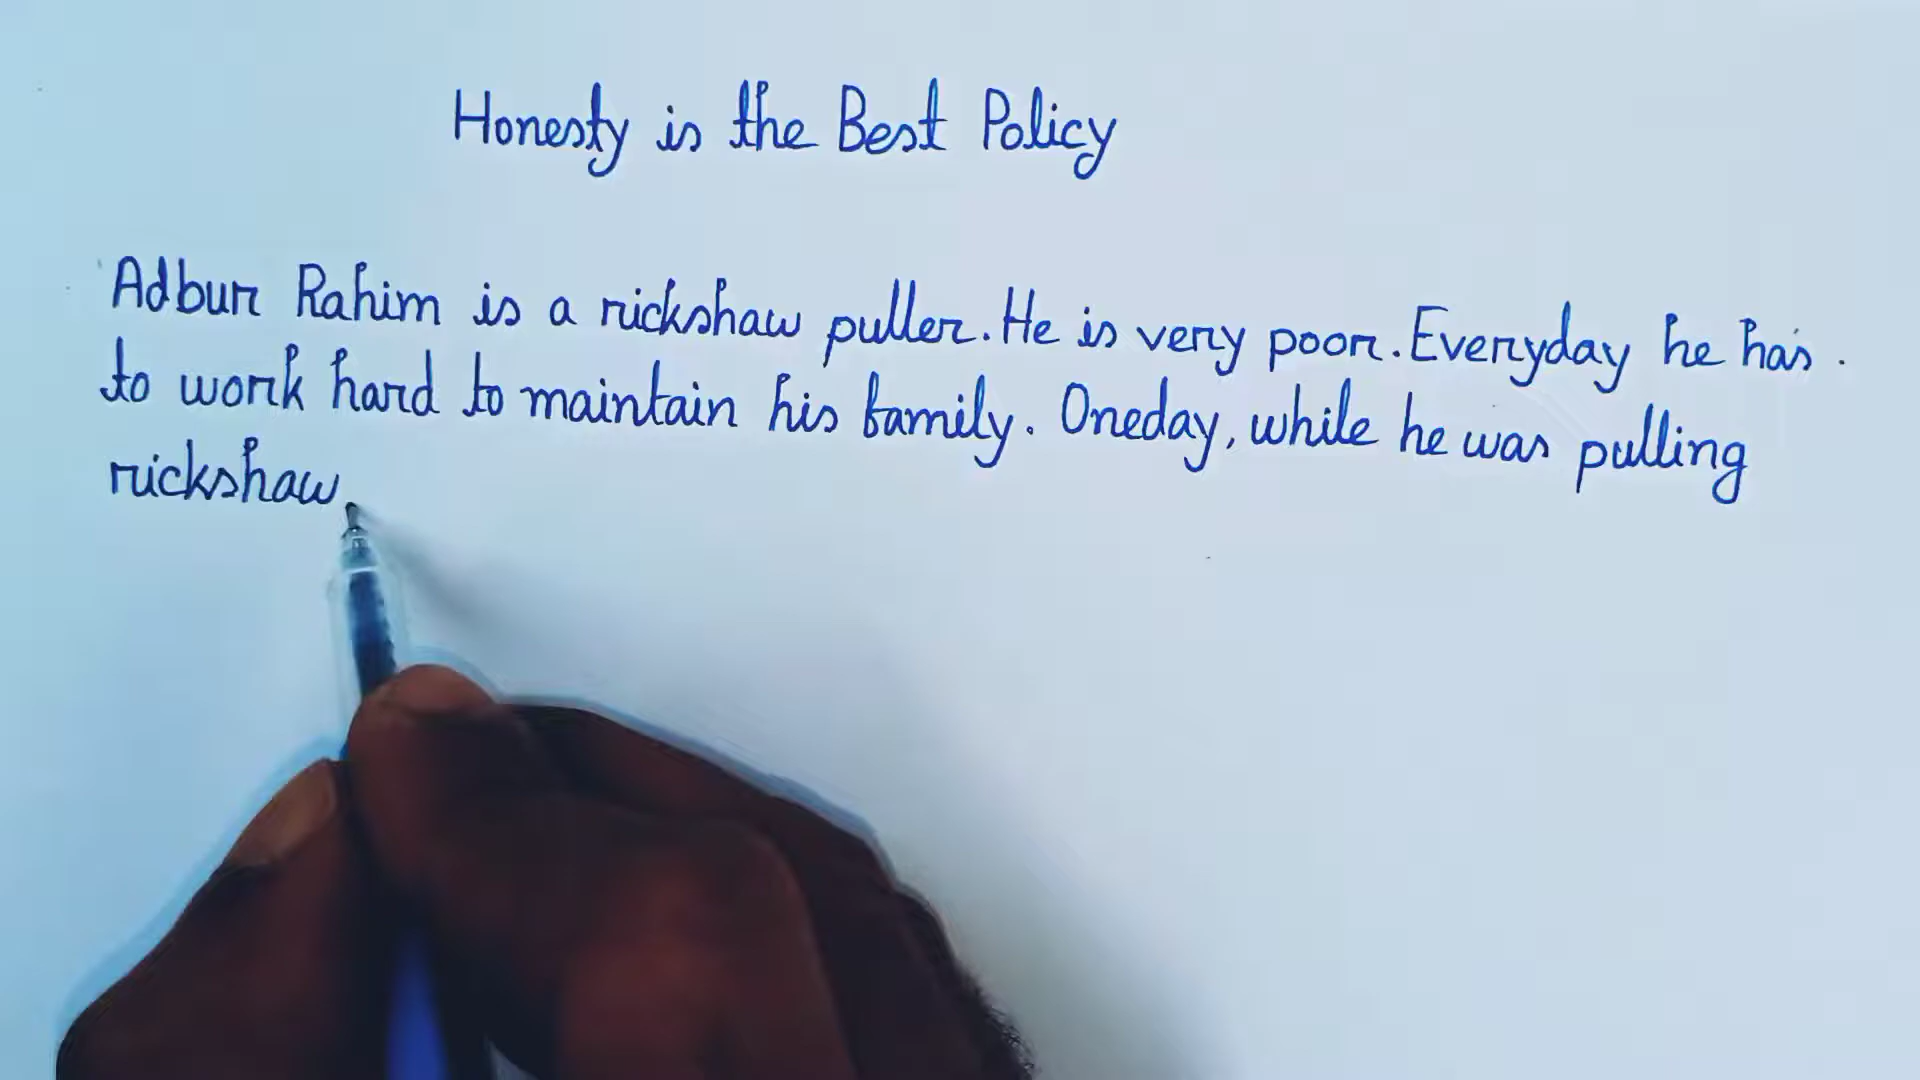 Honesty is the Best Policy
Adbur Rahim is a rickshaw puller. He is very poor. Everyday he has
to work hard to maintain his family. Oneday, while he was pulling
rickshaw